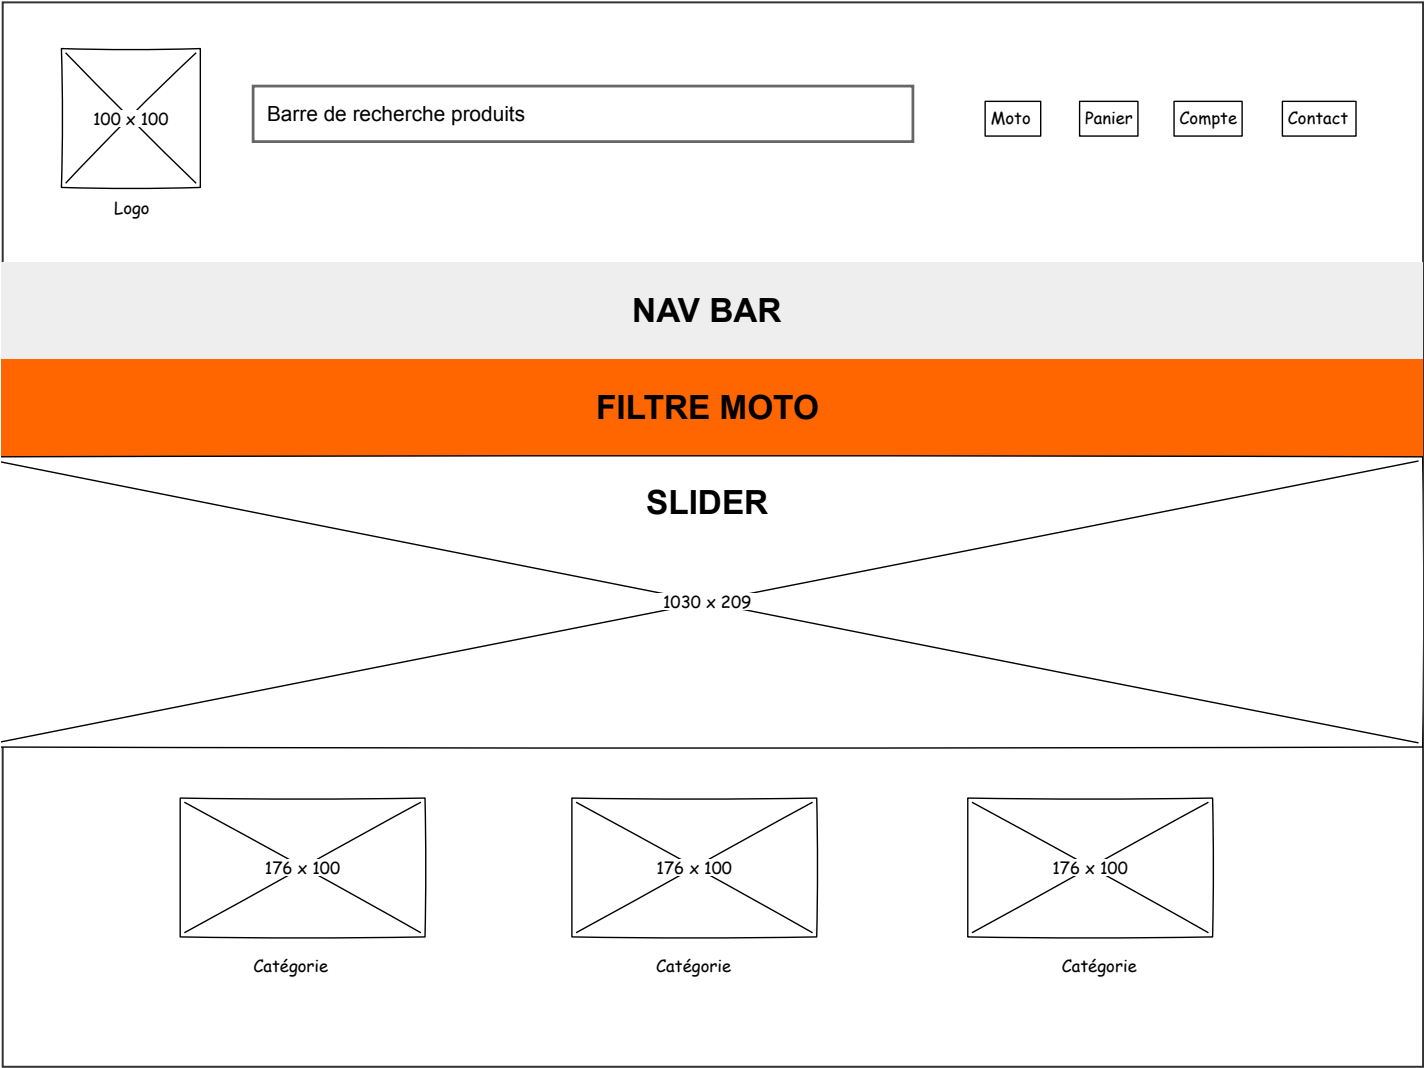 100 x 100
Logo
Barre de recherche produits
Moto
Panier
Compte
Contact
NAV BAR
FILTRE MOTO
SLIDER
1030 x 209
176 x 100
176 x 100
176 x 100
Catégorie
Catégorie
Catégorie